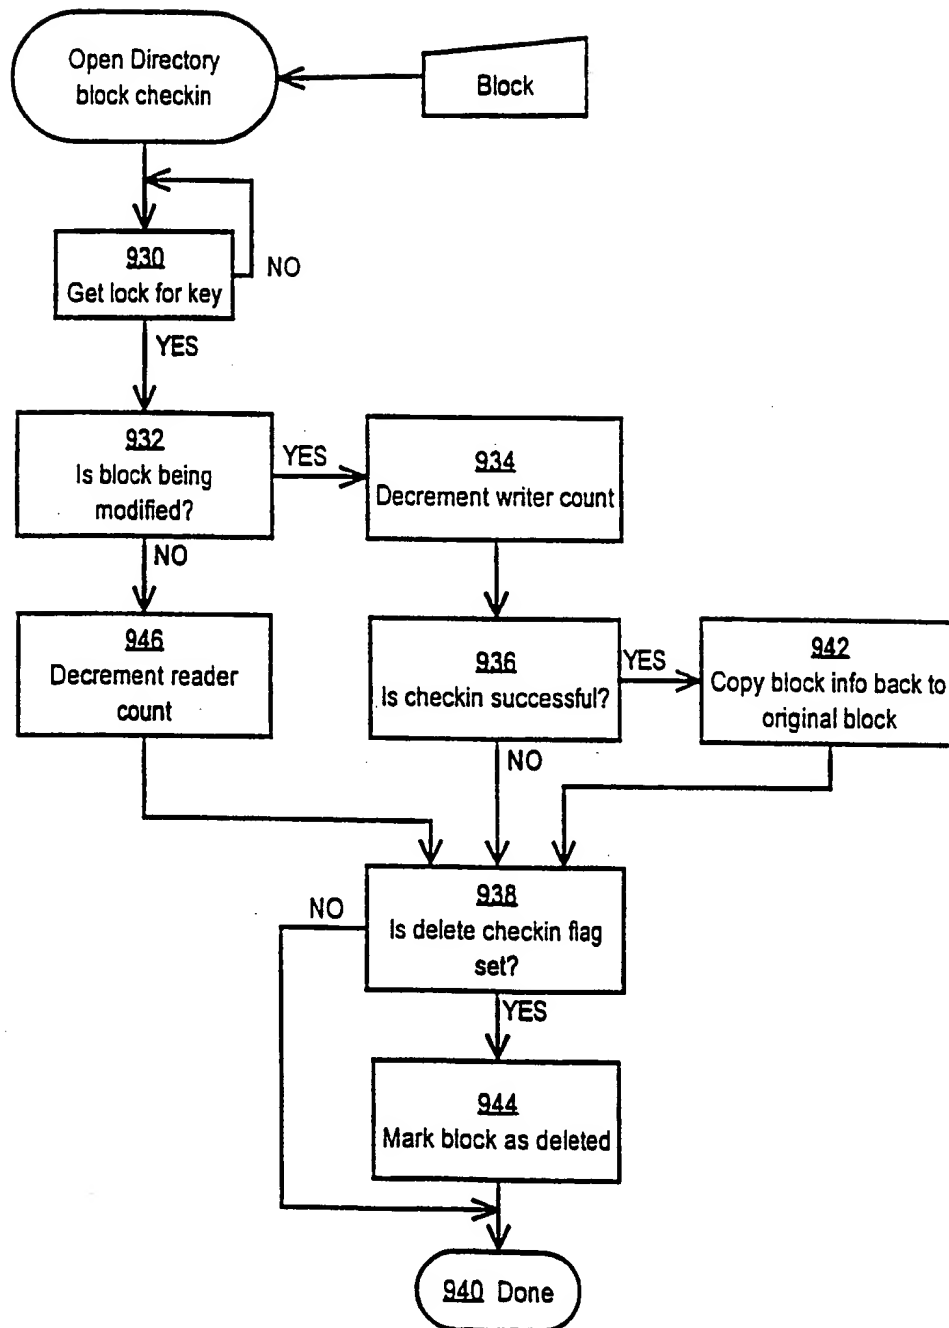 Open Directory
block checkin
Block
930
Get lock for key
NO
YES
932
Is block being
modified?
YES
934
Decrement writer count
NO
946
Decrement reader
count
936
Is checkin successful?
YES
942
Copy block info back to
original block
NO
938
Is delete checkin flag
set?
NO
YES
944
Mark block as deleted
940 Done